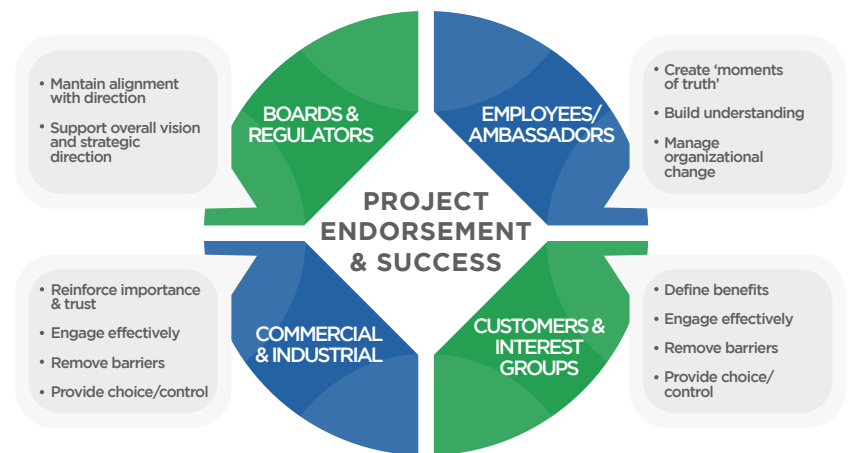 • Mantain alignment
with direction
• Support overall vision
and strategic
direction
BOARDS &
REGULATORS
EMPLOYEES/
AMBASSADORS
• Create ‘moments
of truth’
• Build understanding
• Manage
organizational
change
PROJECT
ENDORSEMENT
& SUCCESS
• Reinforce importance
& trust
• Engage effectively
• Remove barriers
• Provide choice/control
COMMERCIAL
& INDUSTRIAL
CUSTOMERS &
INTEREST
GROUPS
• Define benefits
• Engage effectively
• Remove barriers
• Provide choice/
control